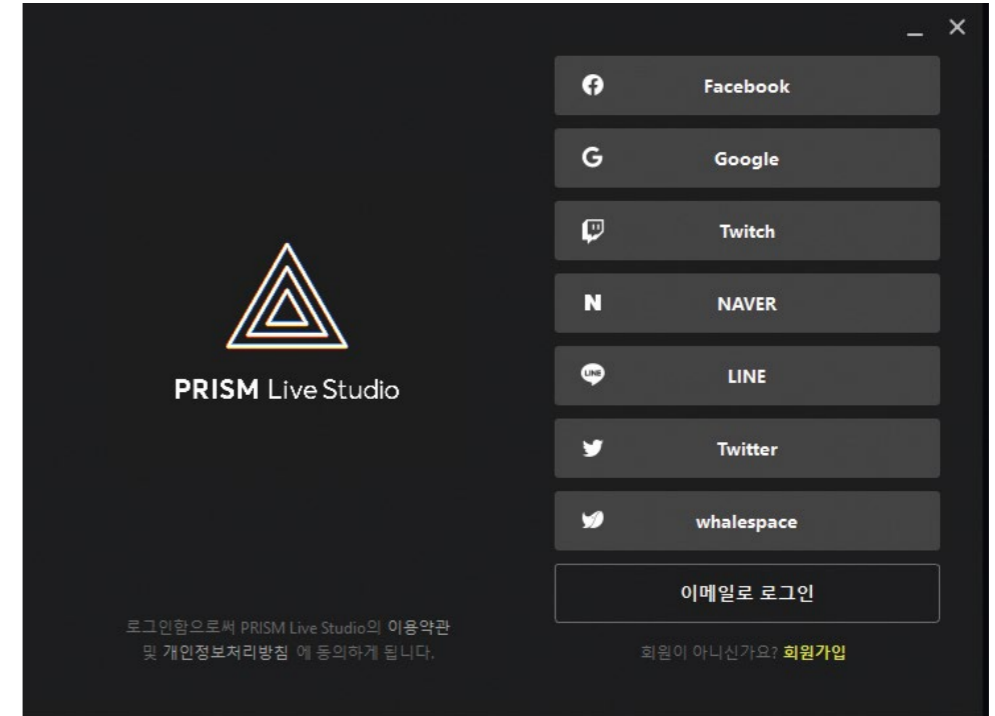 PRISM Live Studio
로그인함으로써 PRISM Live Studio의 이용약관
및 개인정보처리방침 에 동의하게 됩니다.
Facebook
Google
Twitch
N NAVER
LINE LINE
Twitter
whalespace
이메일로 로그인
회원이 아니신가요? 회원가입